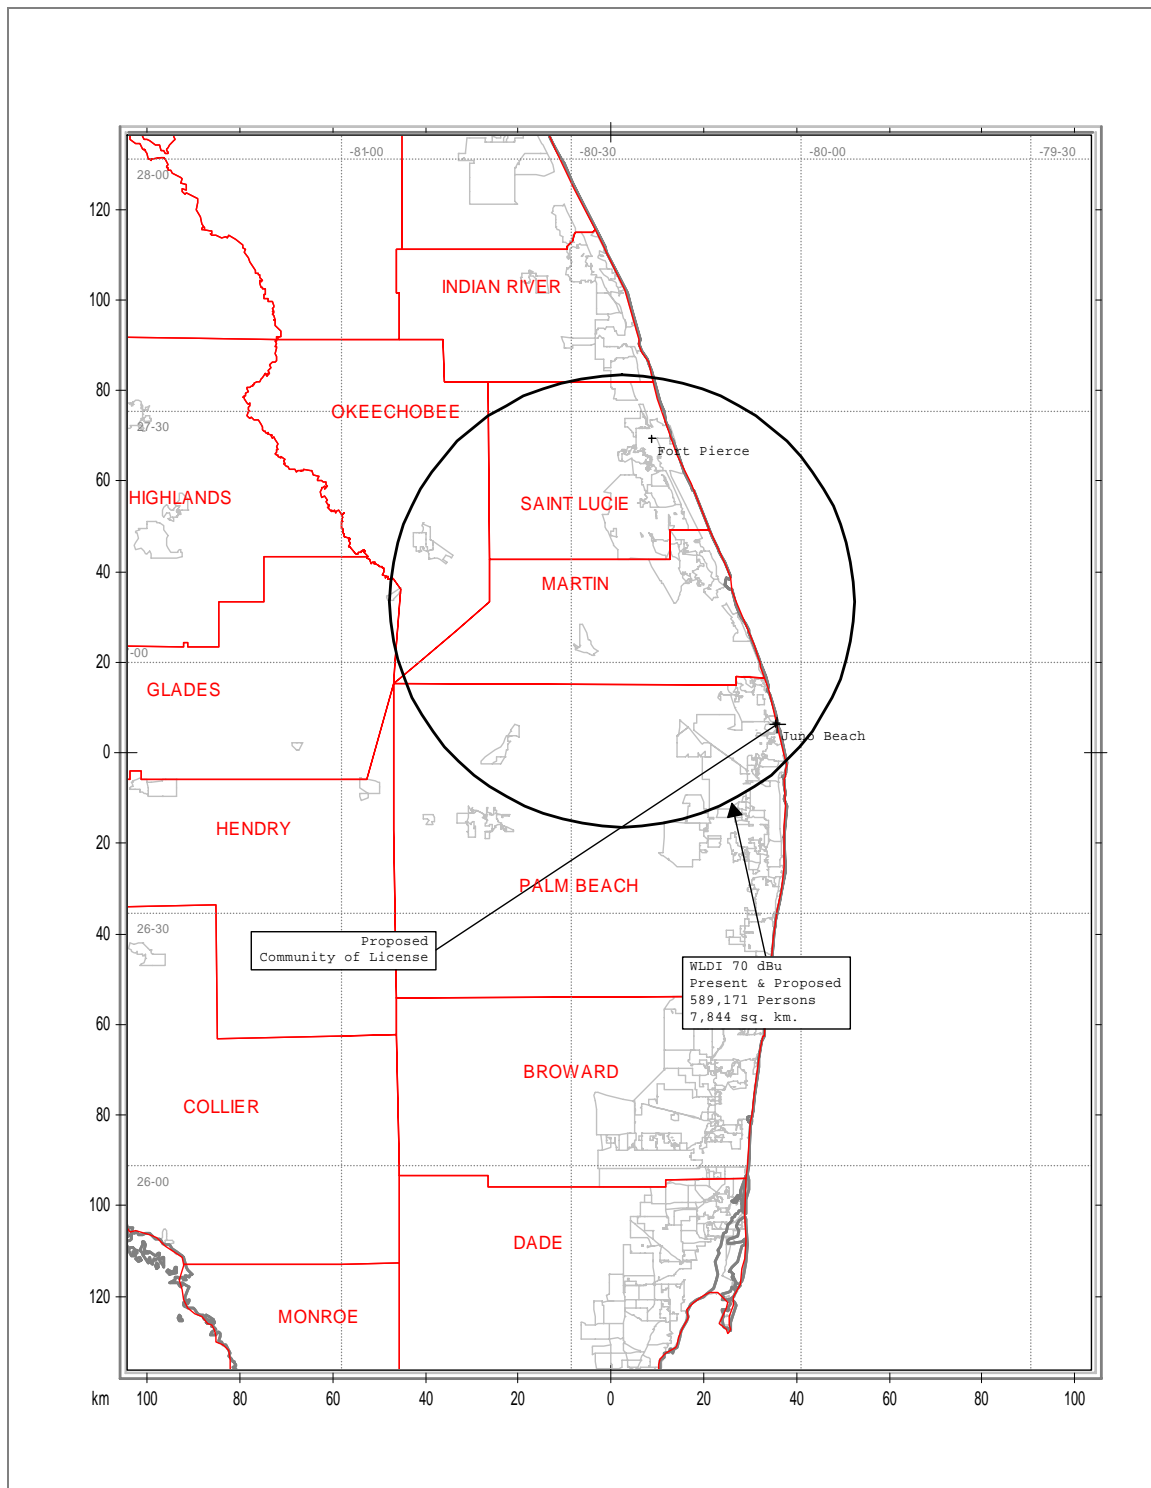 -81-00
-80-30
-80-00
-79-30
28-00
120
INDIAN RIVER
100
80
OKEECHOBEE
27-30
Fort Pierce
60
HIGHLANDS
SAINT LUCIE
40
MARTIN
-00
20
GLADES
Juno Beach
0
HENDRY
20
PALM BEACH
26-30
40
Proposed
Community of License
WLDI 70 dBu
Present & Proposed
589,171 Persons
7,844 sq. km.
60
BROWARD
COLLIER
80
26-00
100
DADE
120
MONROE
km 100 80 60 40 20 0 20 40 60 80 100